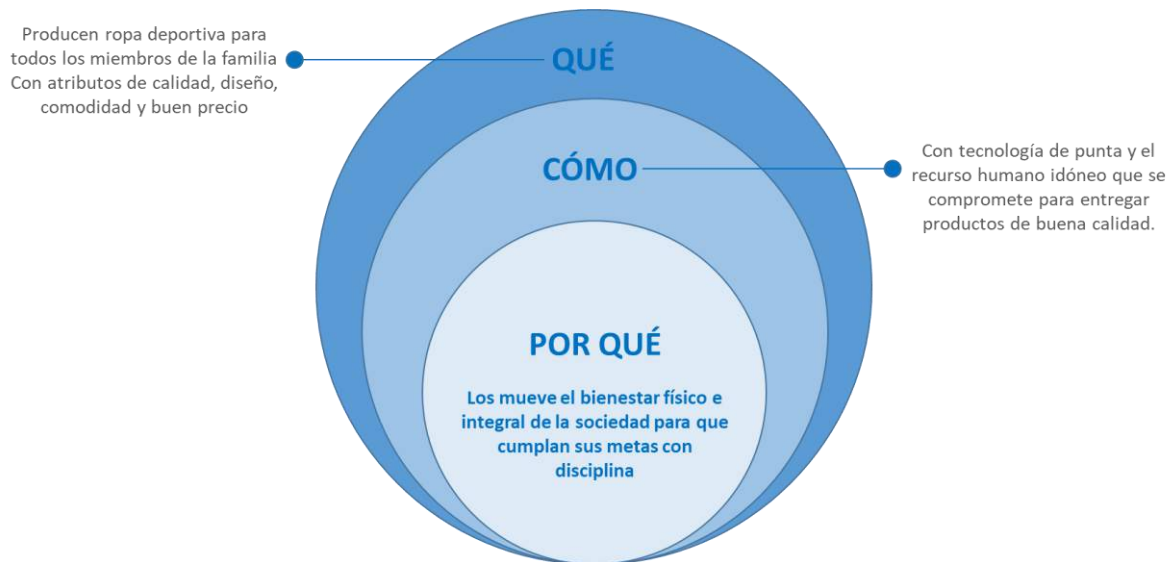 Producen ropa deportiva para
todos los miembros de la familia
Con atributos de calidad, diseño,
comodidad y buen precio
QUÉ
CÓMO
Con tecnología de punta y el
recurso humano idóneo que se
compromete para entregar
productos de buena calidad.
POR QUÉ
Los mueve el bienestar físico e
integral de la sociedad para que
cumplan sus metas con
disciplina